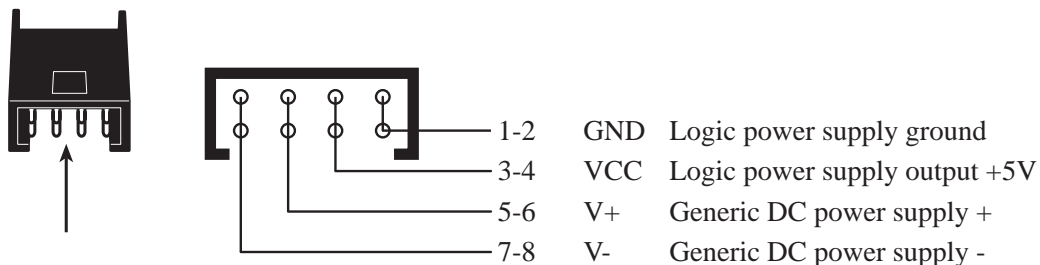 1-2 GND Logic power supply ground
3-4 VCC Logic power supply output +5V
5-6 V+ Generic DC power supply +
7-8 V- Generic DC power supply -